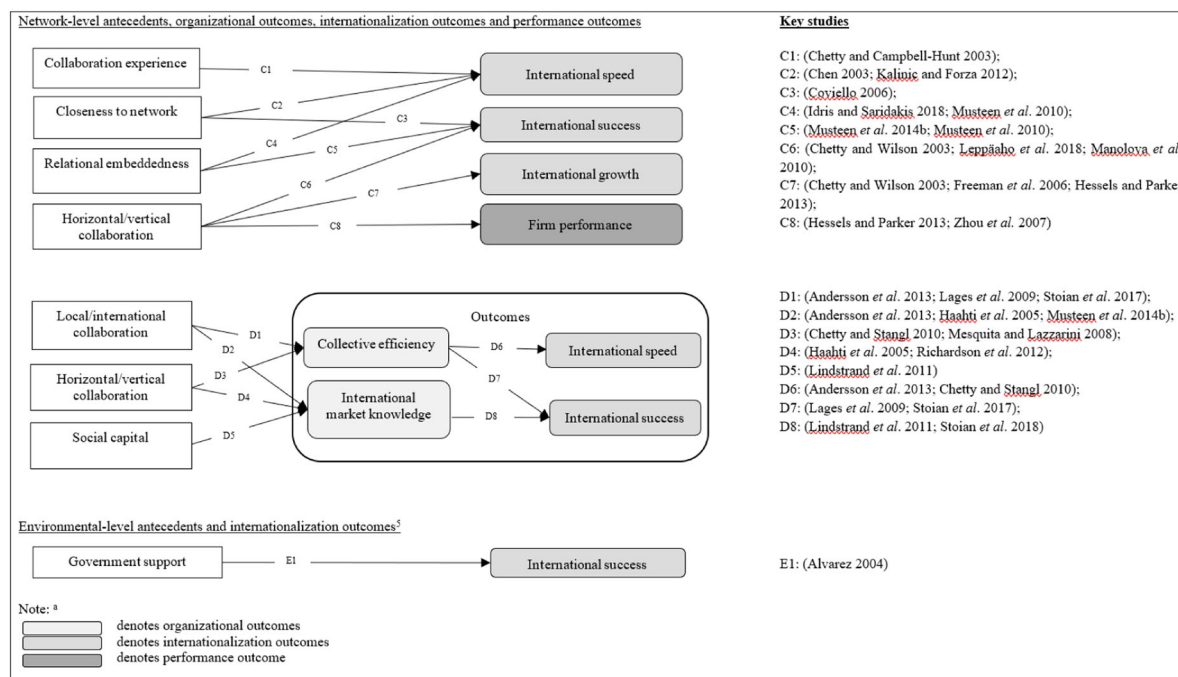 Network-level antecedents, organizational outcomes, internationalization outcomes and performance outcomes
Collaboration experience
Closeness to network
Relational embeddedness
Horizontal/vertical
collaboration
C1
C2
C3
C4
C5
C6
C7
C8
International speed
International success
International growth
Firm performance
Key studies
C1: (Chetty and Campbell-Hunt 2003);
C2: (Chen 2003; Kalinic and Forza 2012);
C3: (Coviello 2006);
C4: (Idris and Saridakis 2018; Musteen et al. 2010);
C5: (Musteen et al. 2014b; Musteen et al. 2010);
C6: (Chetty and Wilson 2003; Leppäaho et al. 2018; Manolova et al.
2010);
C7: (Chetty and Wilson 2003; Freeman et al. 2006; Hessels and Parker
2013);
C8: (Hessels and Parker 2013; Zhou et al. 2007)
Local/international
collaboration
Horizontal/vertical
collaboration
Social capital
D1
D2
D3
D4
D5
Outcomes
Collective efficiency
International
market knowledge
D6
D7
D8
International speed
International success
D1: (Andersson et al. 2013; Lages et al. 2009; Stoian et al. 2017);
D2: (Andersson et al. 2013; Haahti et al. 2005; Musteen et al. 2014b);
D3: (Chetty and Stangl 2010; Mesquita and Lazzarini 2008);
D4: (Haahti et al. 2005; Richardson et al. 2012);
D5: (Lindstrand et al. 2011)
D6: (Andersson et al. 2013; Chetty and Stangl 2010);
D7: (Lages et al. 2009; Stoian et al. 2017);
D8: (Lindstrand et al. 2011; Stoian et al. 2018)
Environmental-level antecedents and internationalization outcomes⁵
Government support
E1
International success
E1: (Alvarez 2004)
Note: ᵃ
denotes organizational outcomes
denotes internationalization outcomes
denotes performance outcome